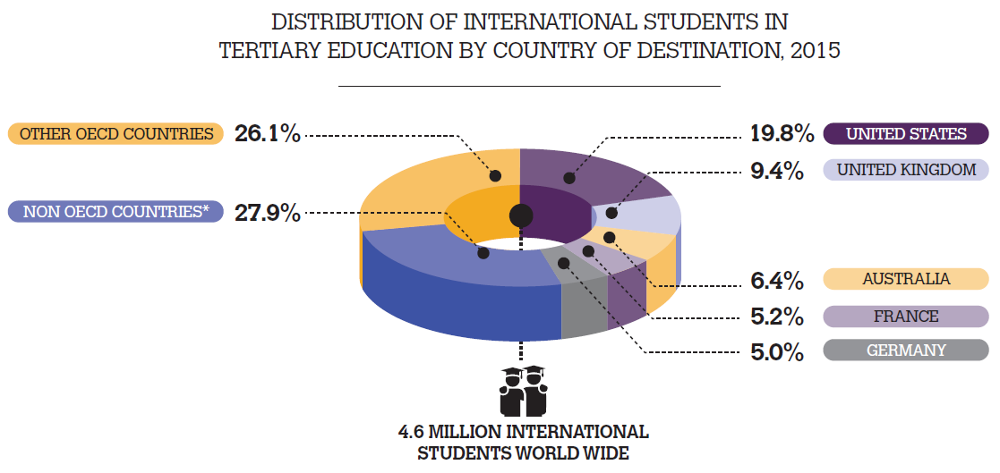 DISTRIBUTION OF INTERNATIONAL STUDENTS IN
TERTIARY EDUCATION BY COUNTRY OF DESTINATION, 2015
OTHER OECD COUNTRIES 26.1%
NON OECD COUNTRIES* 27.9%
19.8% UNITED STATES
9.4% UNITED KINGDOM
6.4% AUSTRALIA
5.2% FRANCE
5.0% GERMANY
4.6 MILLION INTERNATIONAL
STUDENTS WORLD WIDE